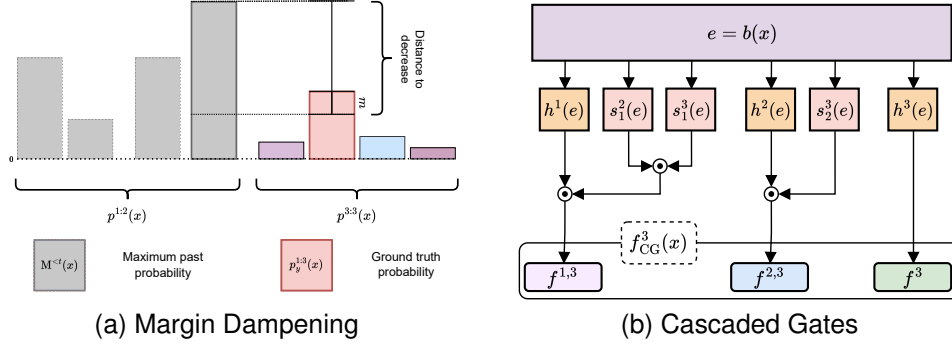 Distance to
decrease
m
0
p^{1:2}(x)
p^{3:3}(x)
M^{<t}(x)
Maximum past
probability
p_y^{1:3}(x)
Ground truth
probability
(a) Margin Dampening
e = b(x)
h^1(e)
s_1^2(e)
s_1^3(e)
h^2(e)
s_2^3(e)
h^3(e)
f_{CG}^3(x)
f^{1,3}
f^{2,3}
f^3
(b) Cascaded Gates